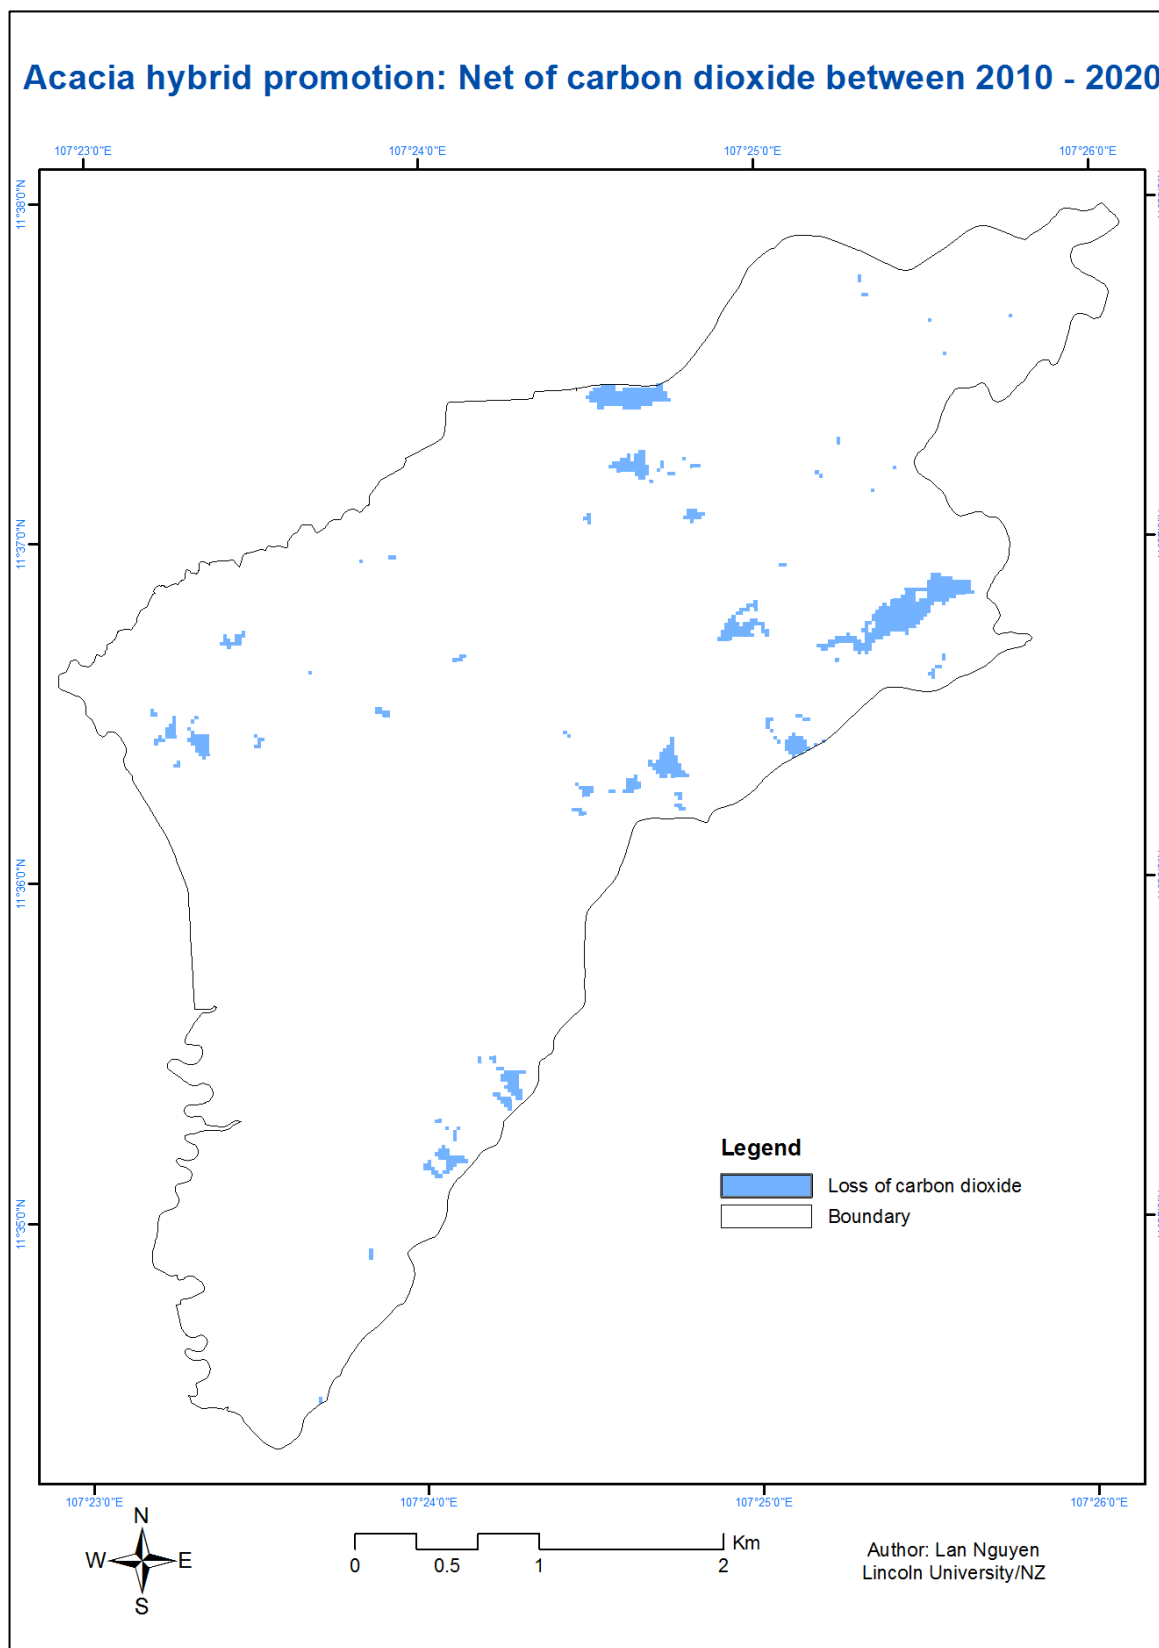 Acacia hybrid promotion: Net of carbon dioxide between 2010 - 2020
107°23'0"E 107°24'0"E 107°25'0"E 107°26'0"E
11°38'0"N
11°37'0"N
11°36'0"N
11°35'0"N
Legend
Loss of carbon dioxide
Boundary
107°23'0"E 107°24'0"E 107°25'0"E 107°26'0"E
N
W E
S
Km
0 0.5 1 2
Author: Lan Nguyen
Lincoln University/NZ